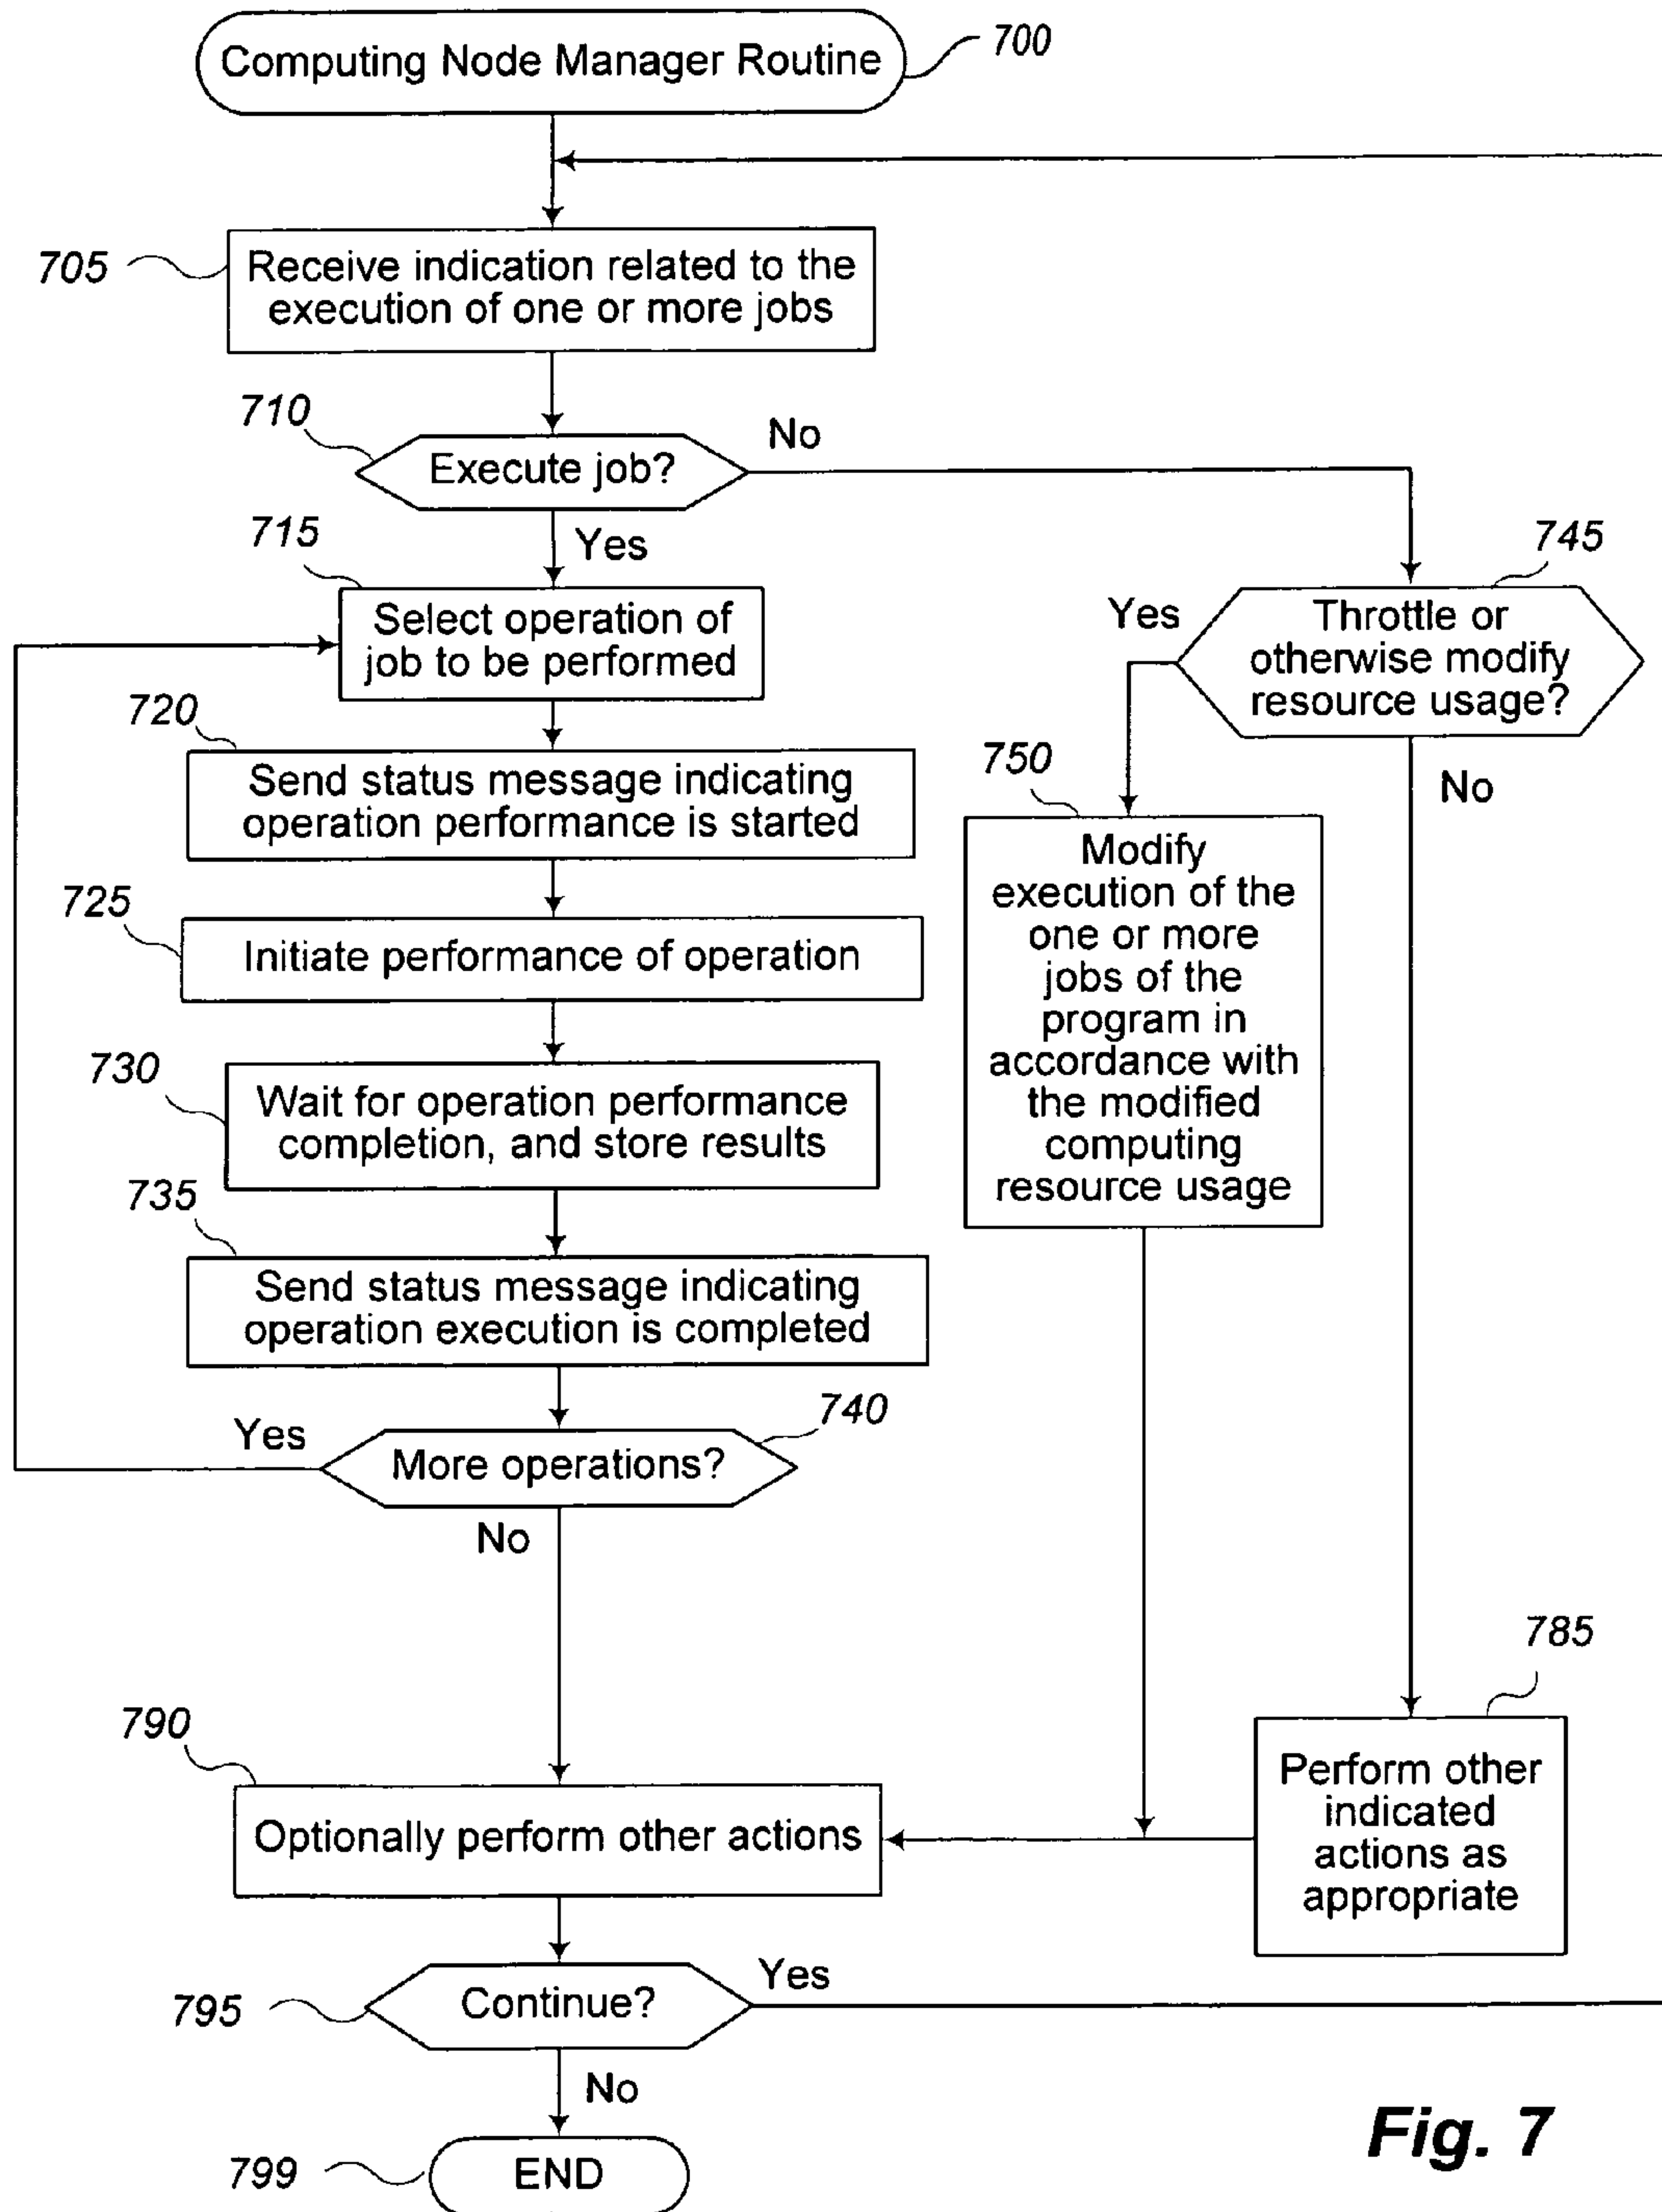 Computing Node Manager Routine
700
705
Receive indication related to the
execution of one or more jobs
710
Execute job?
No
Yes
715
Select operation of
job to be performed
745
Throttle or
otherwise modify
resource usage?
Yes
No
720
Send status message indicating
operation performance is started
750
Modify
execution of the
one or more
jobs of the
program in
accordance with
the modified
computing
resource usage
725
Initiate performance of operation
730
Wait for operation performance
completion, and store results
735
Send status message indicating
operation execution is completed
740
More operations?
Yes
No
785
Perform other
indicated
actions as
appropriate
790
Optionally perform other actions
795
Continue?
Yes
No
799
END
Fig. 7